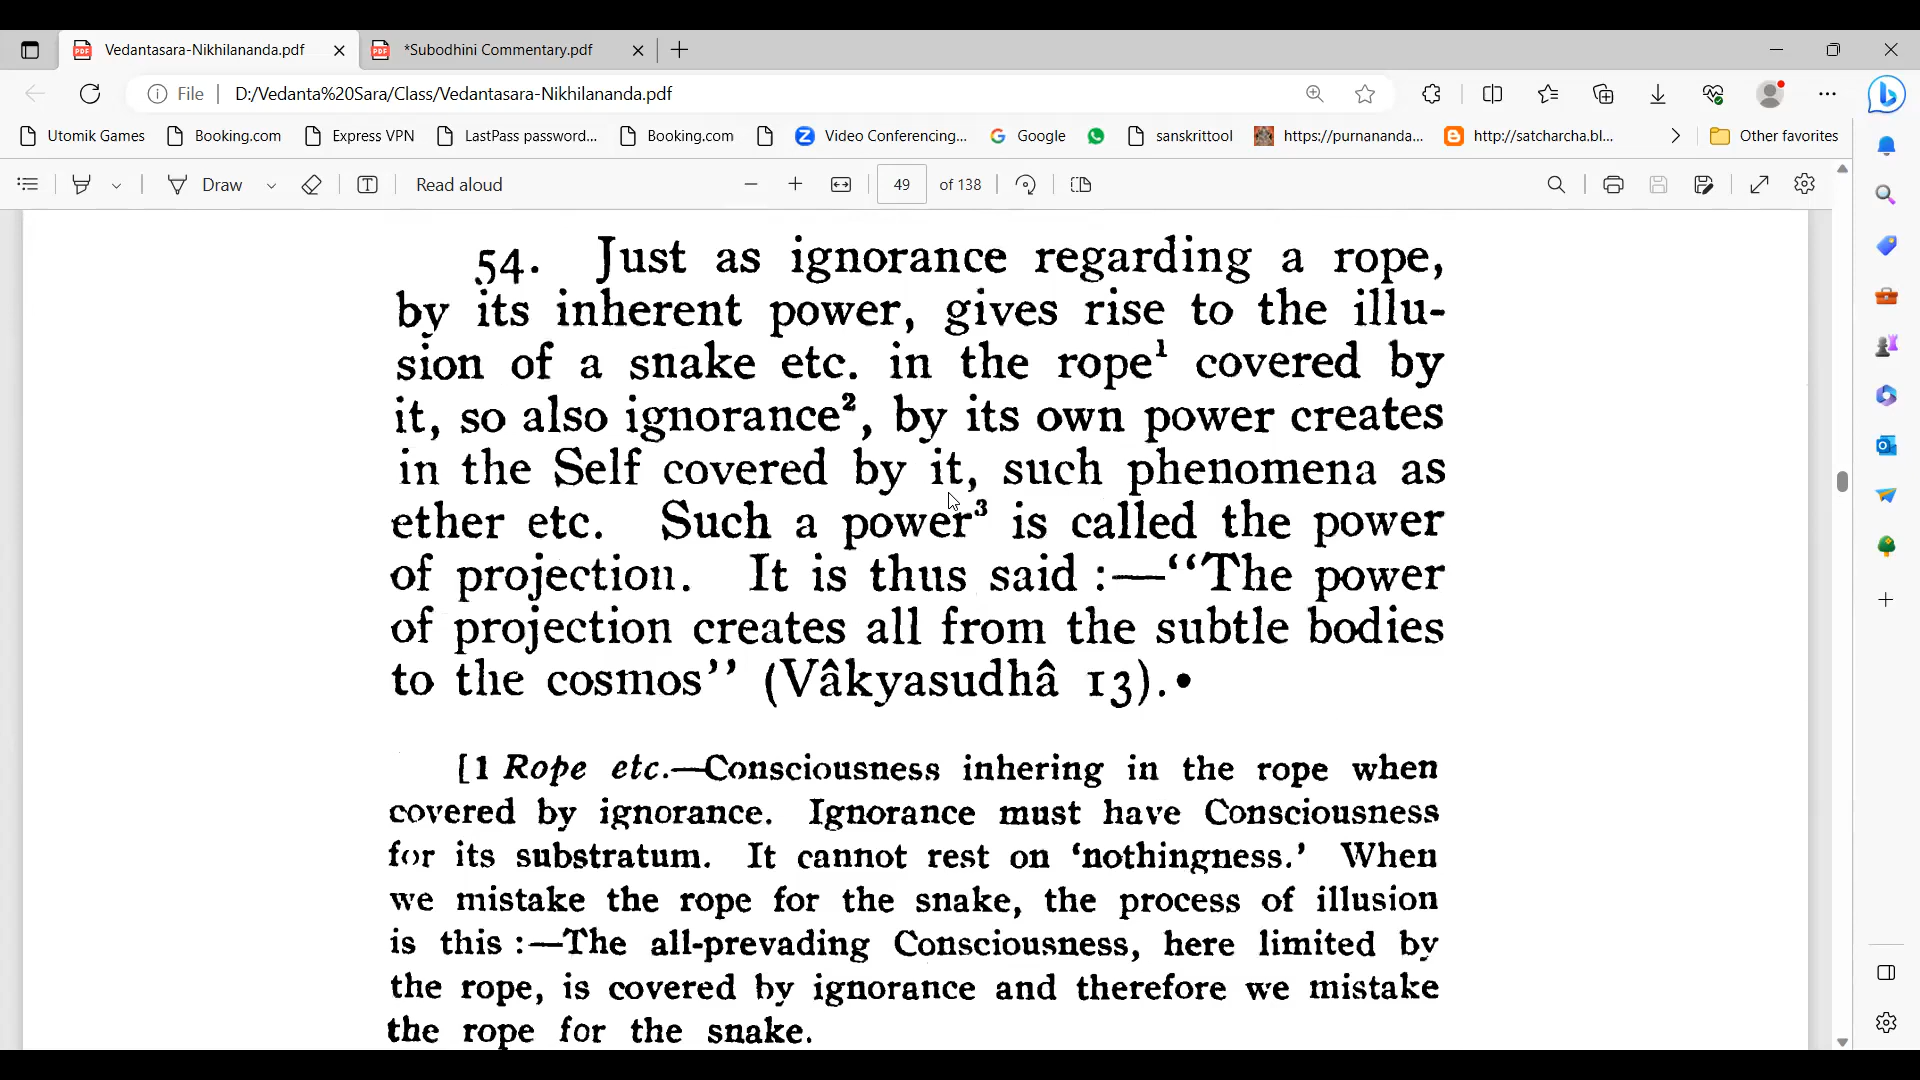 Vedantasara-Nikhilananda.pdf
*Subodhini Commentary.pdf
File
D:/Vedanta%20Sara/Class/Vedantasara-Nikhilananda.pdf
Utomik Games
Booking.com
Express VPN
LastPass password...
Booking.com
Video Conferencing...
Google
sanskrittool
https://purnananda...
http://satcharcha.bl...
Other favorites
Draw
Read aloud
49 of 138
54. Just as ignorance regarding a rope,
by its inherent power, gives rise to the illu-
sion of a snake etc. in the rope¹ covered by
it, so also ignorance², by its own power creates
in the Self covered by it, such phenomena as
ether etc. Such a power³ is called the power
of projection. It is thus said :—“The power
of projection creates all from the subtle bodies
to the cosmos” (Vâkyasudhâ 13).•
[1 Rope etc.—Consciousness inhering in the rope when
covered by ignorance. Ignorance must have Consciousness
for its substratum. It cannot rest on ‘nothingness.’ When
we mistake the rope for the snake, the process of illusion
is this :—The all-prevading Consciousness, here limited by
the rope, is covered by ignorance and therefore we mistake
the rope for the snake.